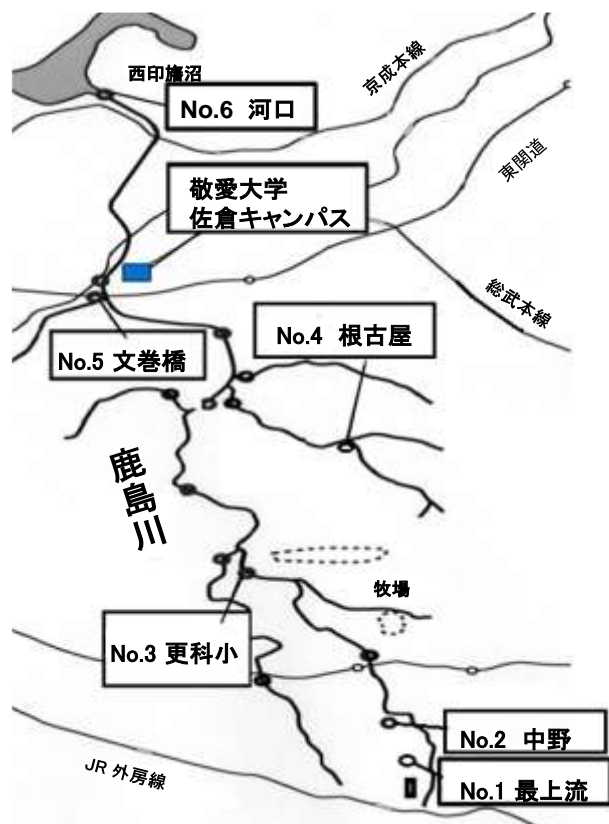 西印旛沼
京成本線
No.6 河口
東関道
敬愛大学
佐倉キャンパス
総武本線
No.4 根古屋
No.5 文巻橋
鹿島川
牧場
No.3 更科小
No.2 中野
No.1 最上流
JR 外房線